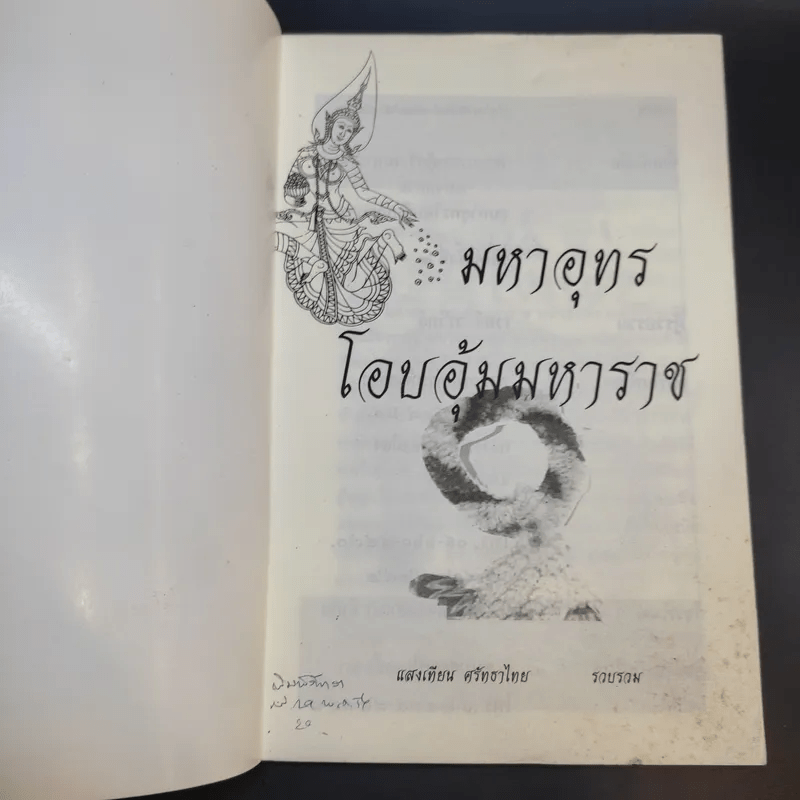 มหาอุทร
โอบอุ้มมหาราช
แสงเทียน ศรัทธาไทย รวบรวม